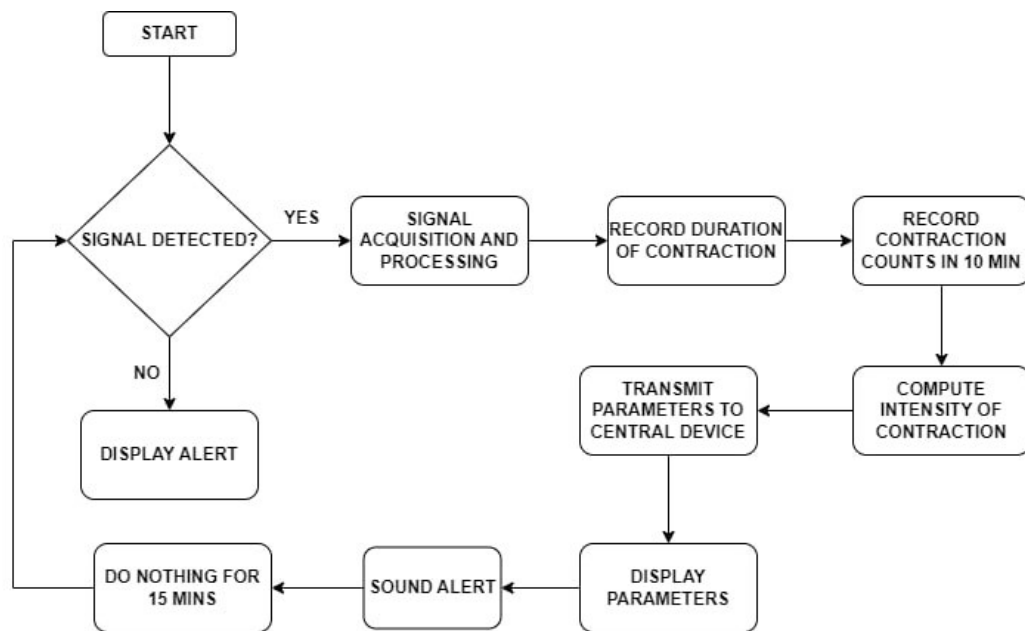 START
SIGNAL DETECTED?
YES
SIGNAL
ACQUISITION AND
PROCESSING
RECORD DURATION
OF CONTRACTION
RECORD
CONTRACTION
COUNTS IN 10 MIN
NO
DISPLAY ALERT
COMPUTE
INTENSITY OF
CONTRACTION
TRANSMIT
PARAMETERS TO
CENTRAL DEVICE
DISPLAY
PARAMETERS
SOUND ALERT
DO NOTHING FOR
15 MINS